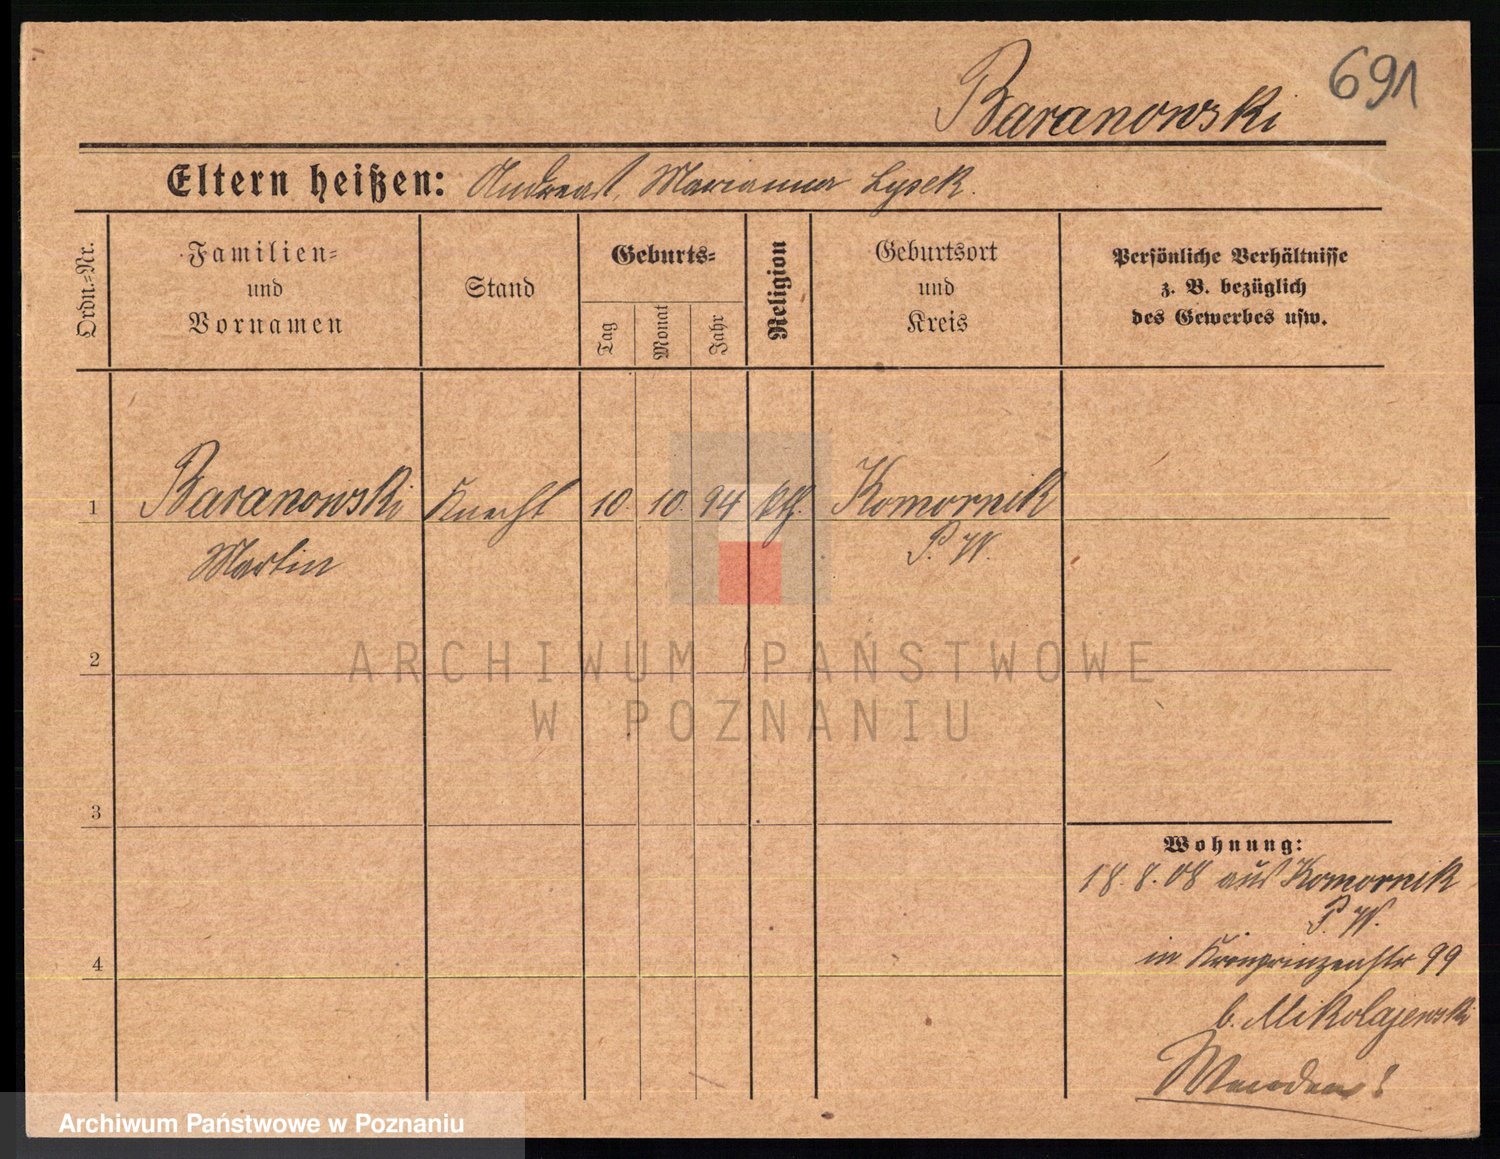 691
Baranowski
Eltern heißen: Andreas, Marianna Lysek.
Ordn.-Nr.
Familien-
und
Vornamen
Stand
Geburts-
Tag
Monat
Jahr
Religion
Geburtsort
und
Kreis
Persönliche Verhältnisse
z. B. bezüglich
des Gewerbes usw.
1 Baranowski Knecht 10. 10. 94 kth. Komornik
Martin P. W.
ARCHIWUM PAŃSTWOWE
W POZNANIU
2
3
4
Wohnung:
18. 8. 08 aus Komornik
P. W.
in Kronprinzenstr 99
b. Mikolajewski
Archiwum Państwowe w Poznaniu